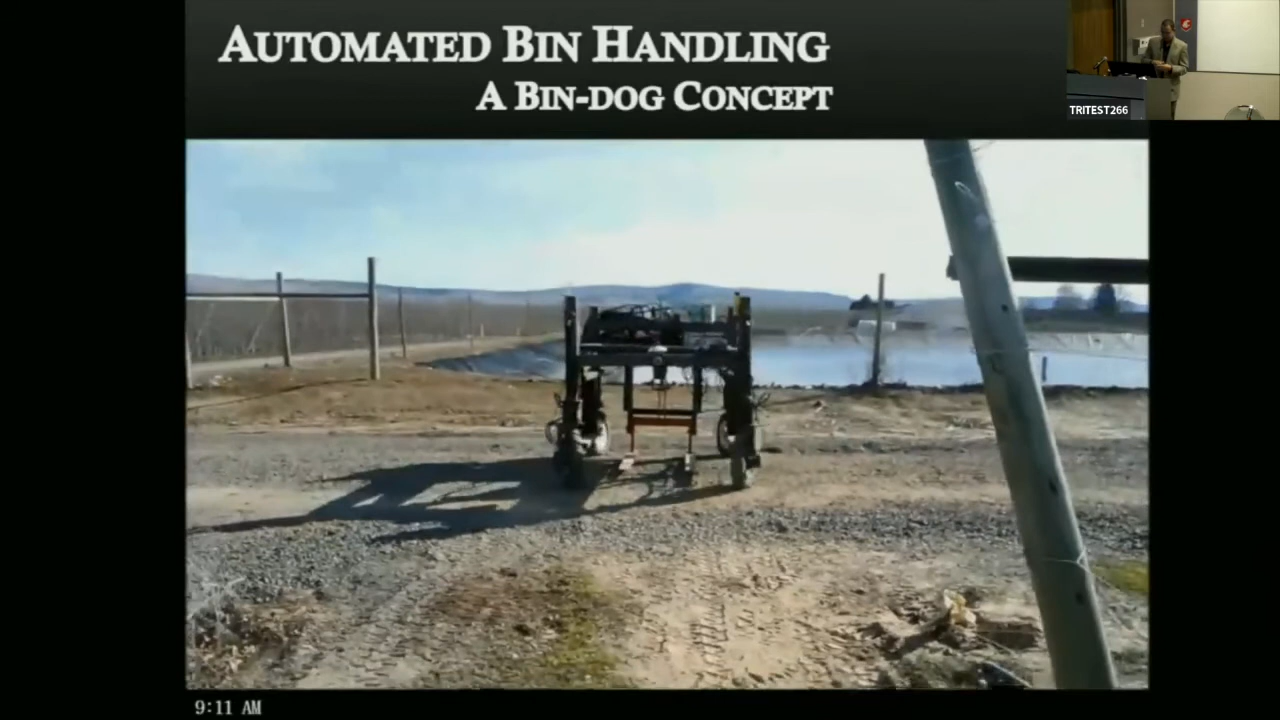 AUTOMATED BIN HANDLING
A BIN-DOG CONCEPT
TRITEST266
9:11 AM